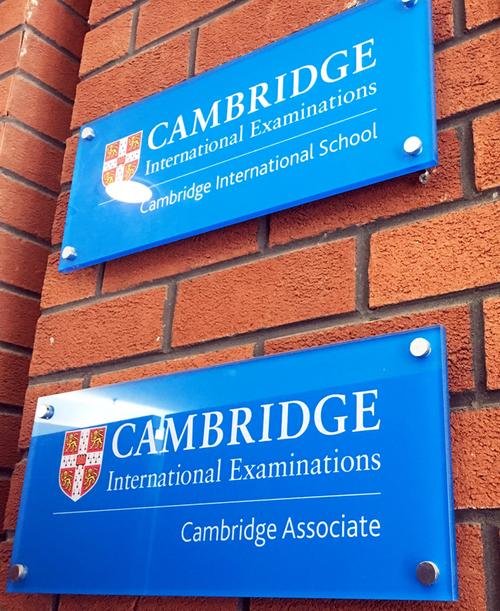 CAMBRIDGE
International Examinations
Cambridge International School
CAMBRIDGE
International Examinations
Cambridge Associate